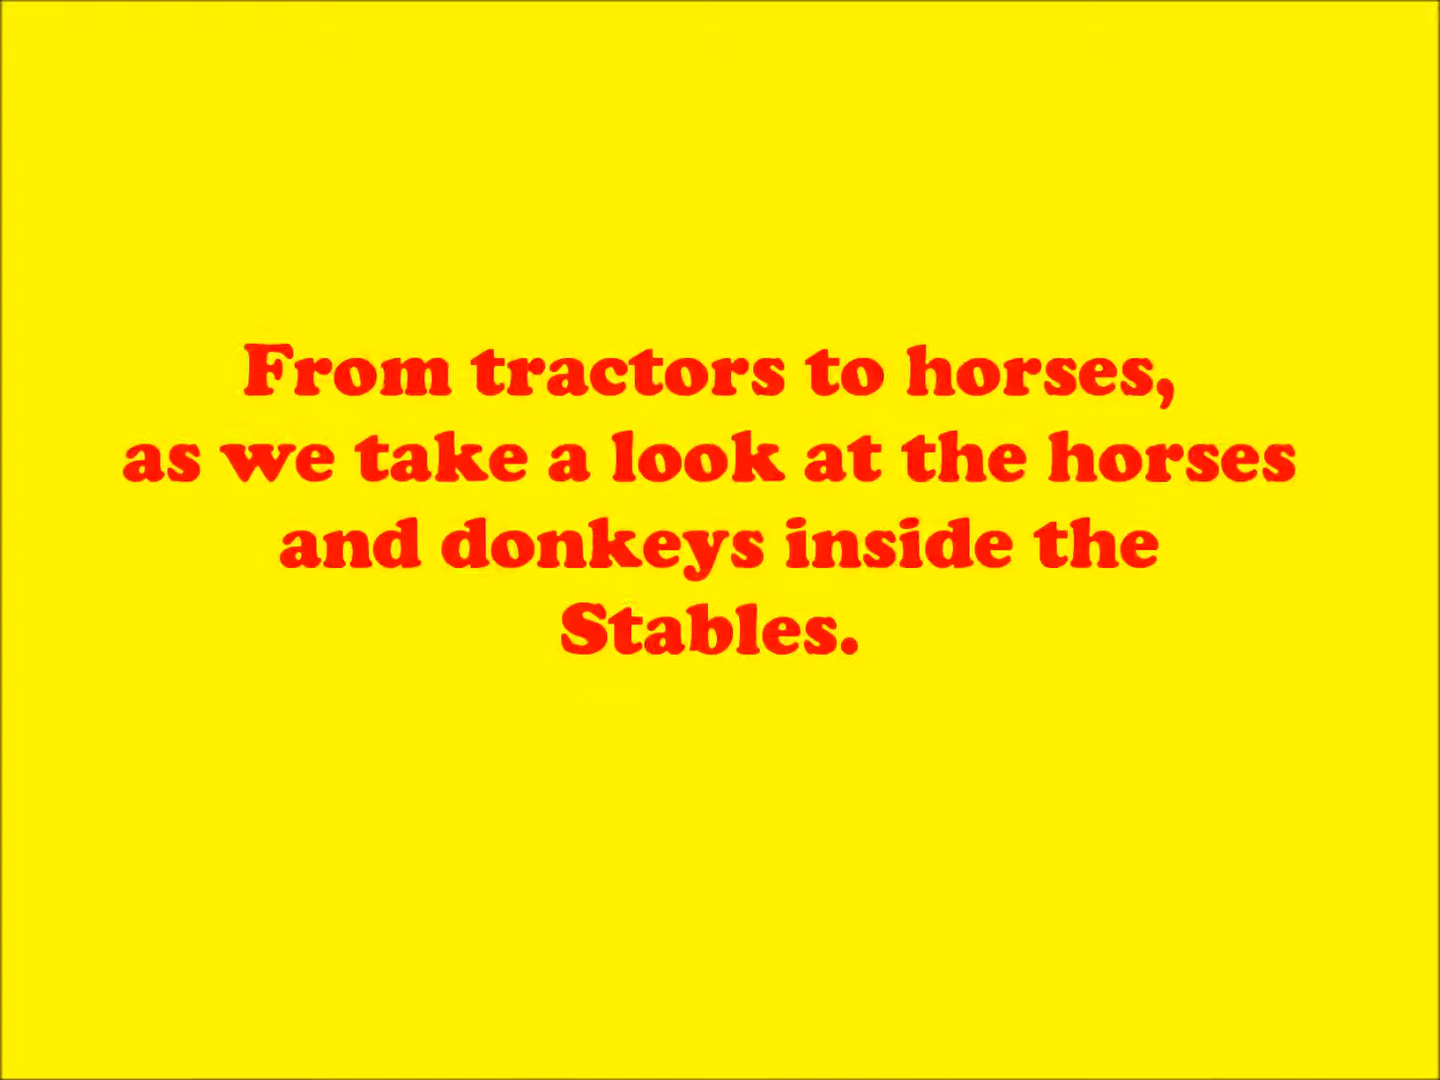 From tractors to horses,
as we take a look at the horses
and donkeys inside the
Stables.